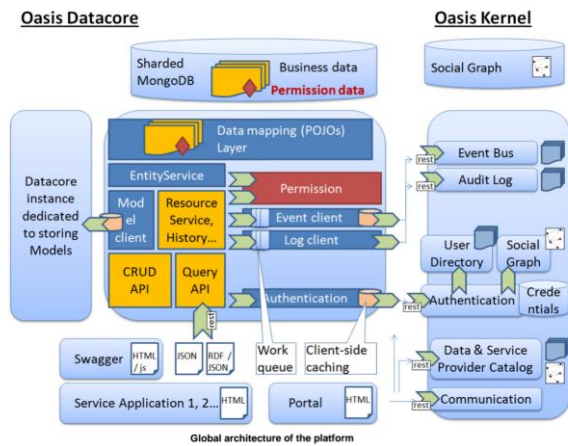 Oasis Datacore
Oasis Kernel
Sharded
MongoDB
Business data
Permission data
Social Graph
Data mapping (POJOs)
Layer
Datacore
instance
dedicated
to storing
Models
EntityService
Mod
el
client
Resource
Service,
History...
Permission
Event client
Log client
CRUD
API
Query
API
Authentication
rest
Event Bus
rest
Audit Log
rest
User
Directory
Social
Graph
rest
Authentication
Crede
ntials
Swagger
HTML
/ js
JSON
RDF /
JSON
Work
queue
Client-side
caching
Data & Service
Provider Catalog
rest
Service Application 1, 2...
HTML
Portal
HTML
rest
Communication
Global architecture of the platform